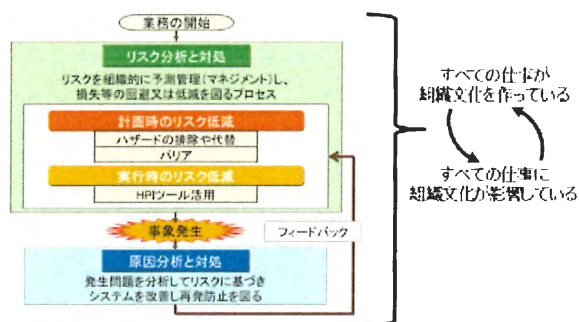 業務の開始
リスク分析と対処
リスクを組織的に予測管理(マネジメント)し、
損失等の回避又は低減を図るプロセス
計画時のリスク低減
ハザードの排除や代替
バリア
実行時のリスク低減
HPIツール活用
事象発生
フィードバック
原因分析と対処
発生問題を分析してリスクに基づき
システムを改善し再発防止を図る
すべての仕事が
組織文化を作っている
すべての仕事に
組織文化が影響している